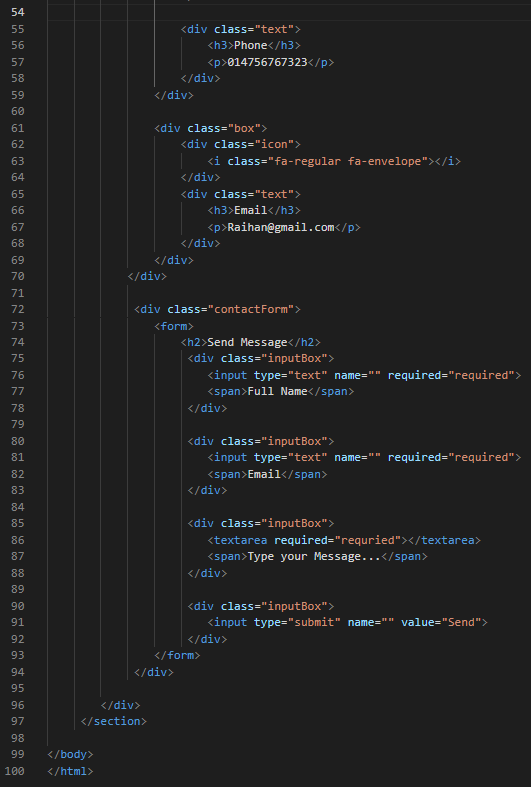 54
55 <div class="text">
56 <h3>Phone</h3>
57 <p>014756767323</p>
58 </div>
59 </div>
60
61 <div class="box">
62 <div class="icon">
63 <i class="fa-regular fa-envelope"></i>
64 </div>
65 <div class="text">
66 <h3>Email</h3>
67 <p>Raihan@gmail.com</p>
68 </div>
69 </div>
70 </div>
71
72 <div class="contactForm">
73 <form>
74 <h2>Send Message</h2>
75 <div class="inputBox">
76 <input type="text" name="" required="required">
77 <span>Full Name</span>
78 </div>
79
80 <div class="inputBox">
81 <input type="text" name="" required="required">
82 <span>Email</span>
83 </div>
84
85 <div class="inputBox">
86 <textarea required="requried"></textarea>
87 <span>Type your Message...</span>
88 </div>
89
90 <div class="inputBox">
91 <input type="submit" name="" value="Send">
92 </div>
93 </form>
94 </div>
95
96 </div>
97 </section>
98
99 </body>
100 </html>